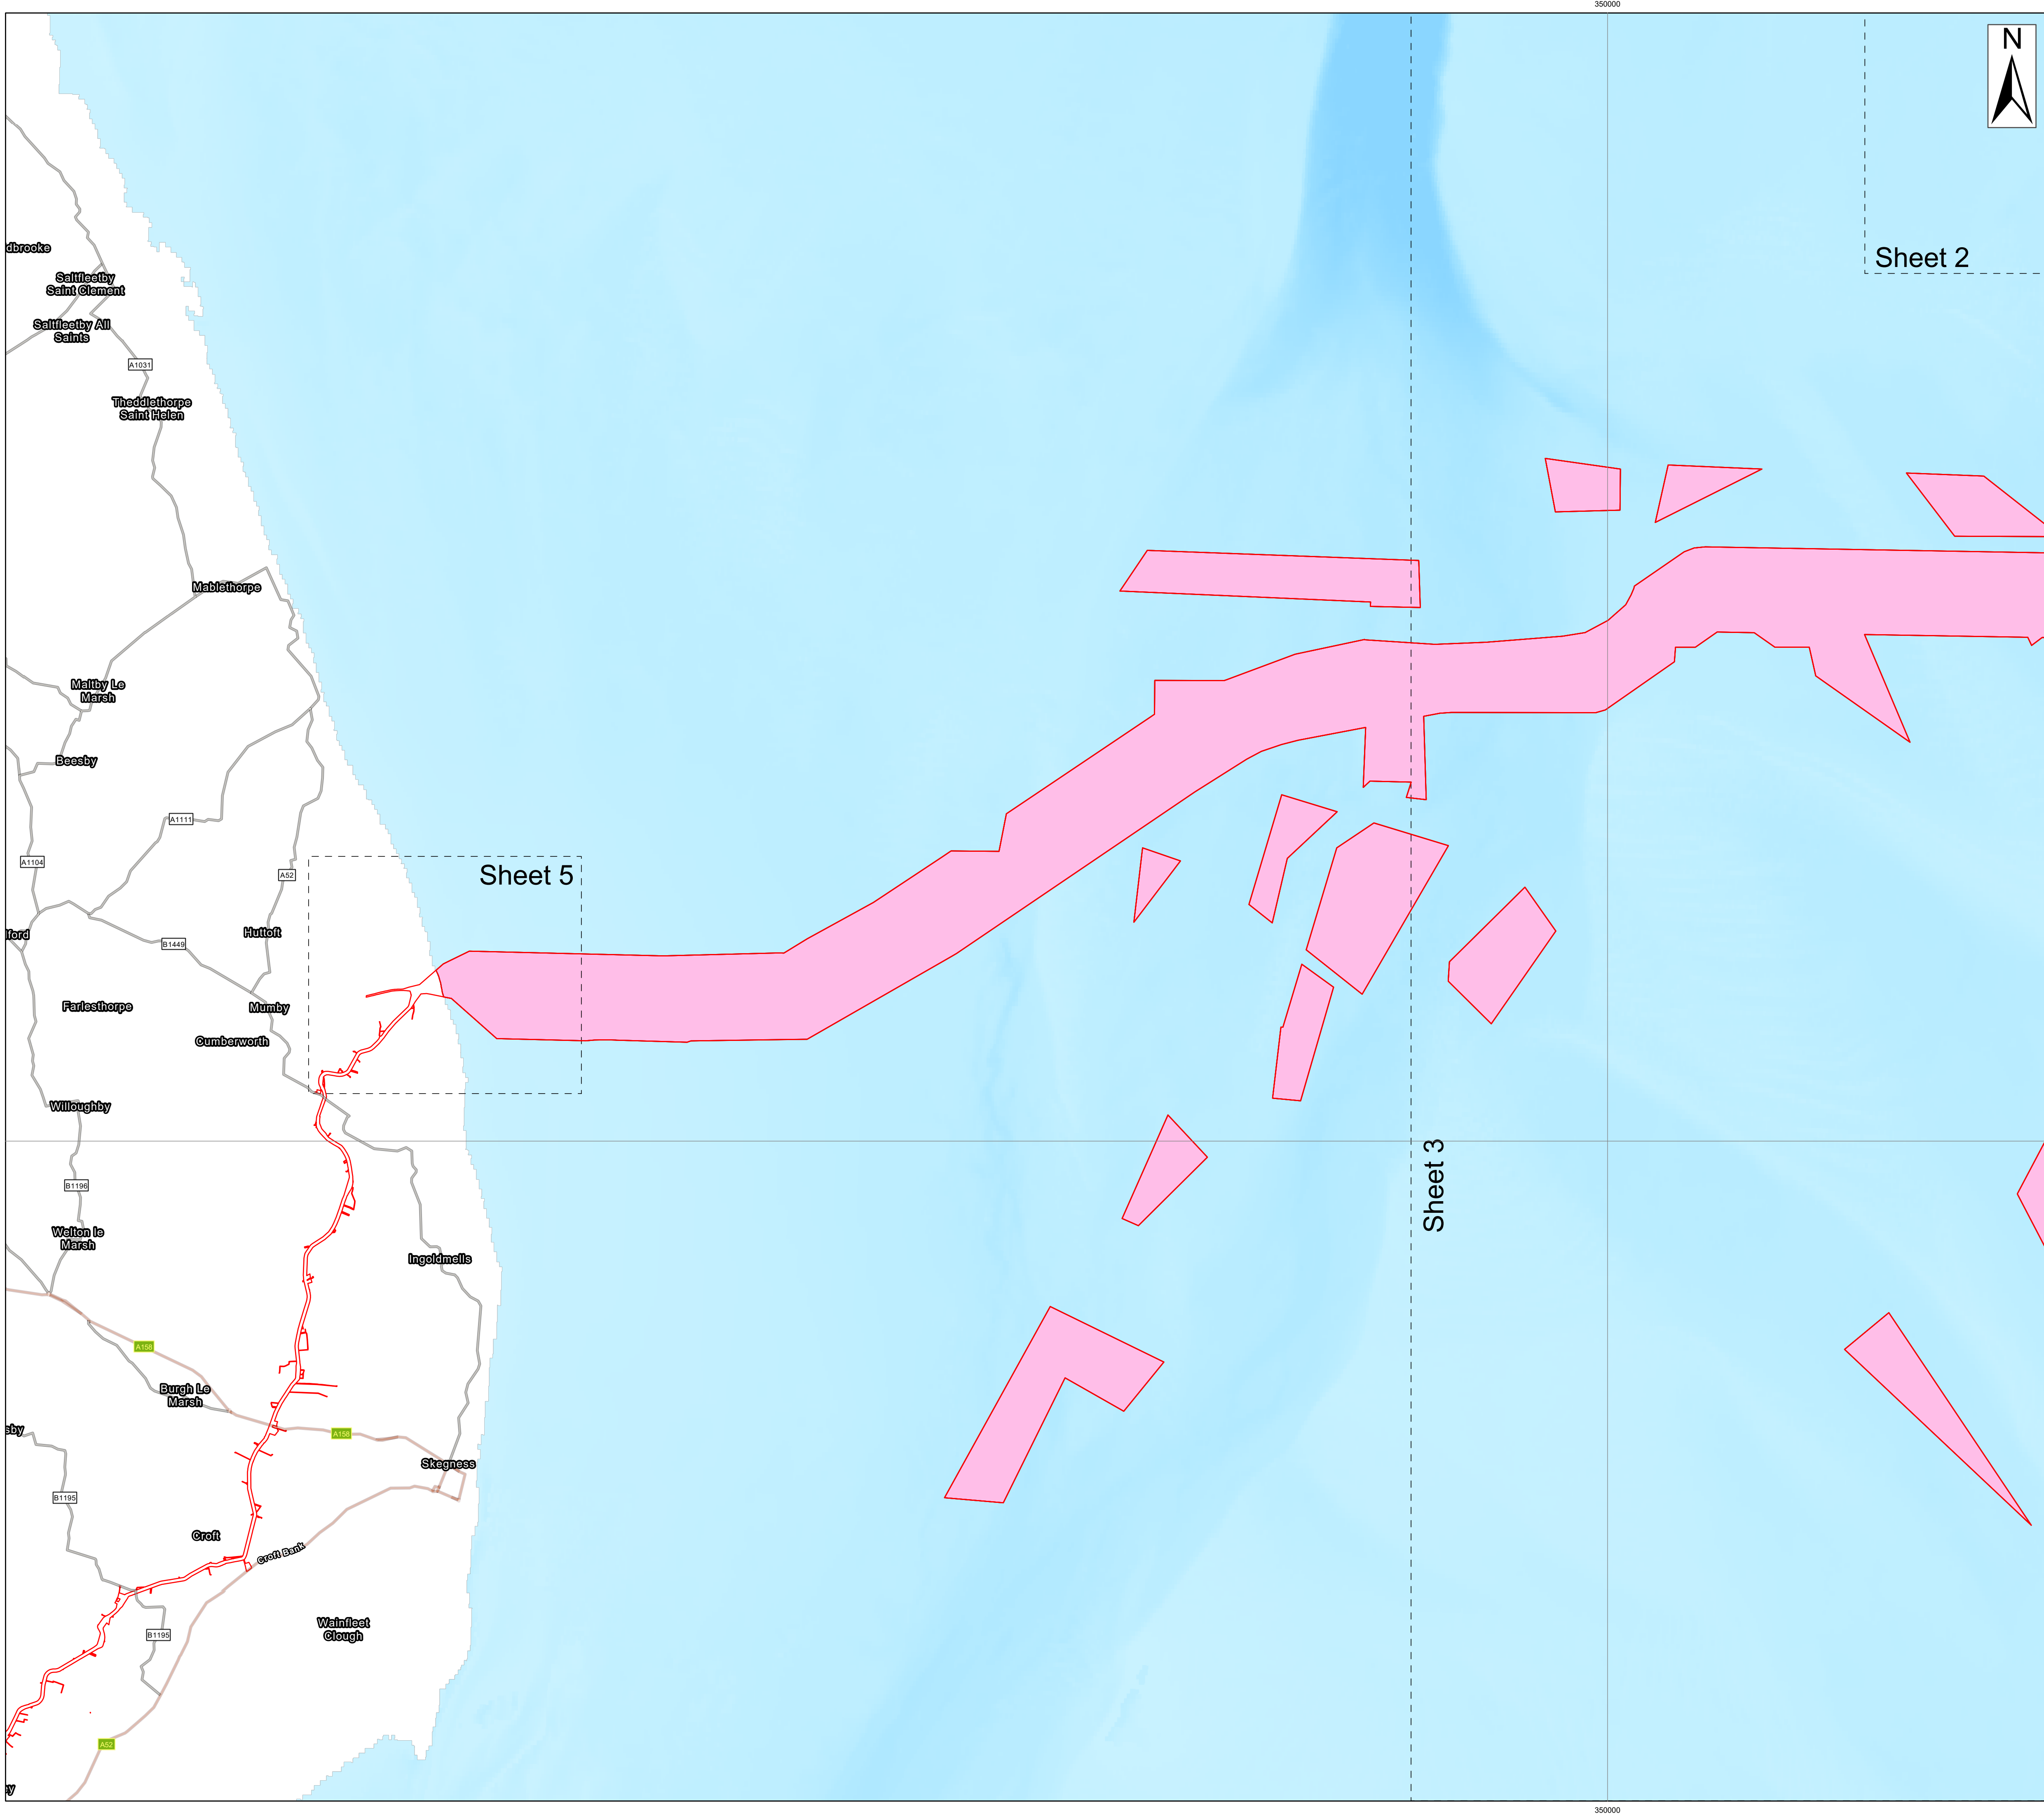 350000
N
Sheet 2
dbrooke
Saltfleetby
Saint Clement
Saltfleetby All
Saints
A1031
Theddlethorpe
Saint Helen
Mablethorpe
Maltby Le
Marsh
Beesby
A1111
A1104
A52
Sheet 5
lford
Huttoft
B1449
Farlesthorpe
Mumby
Cumberworth
Willoughby
Sheet 3
B1196
Welton le
Marsh
Ingoldmells
A158
Burgh Le
Marsh
sby
A158
Skegness
B1195
Croft
Croft Bank
Wainfleet
Clough
B1195
A52
ey
350000